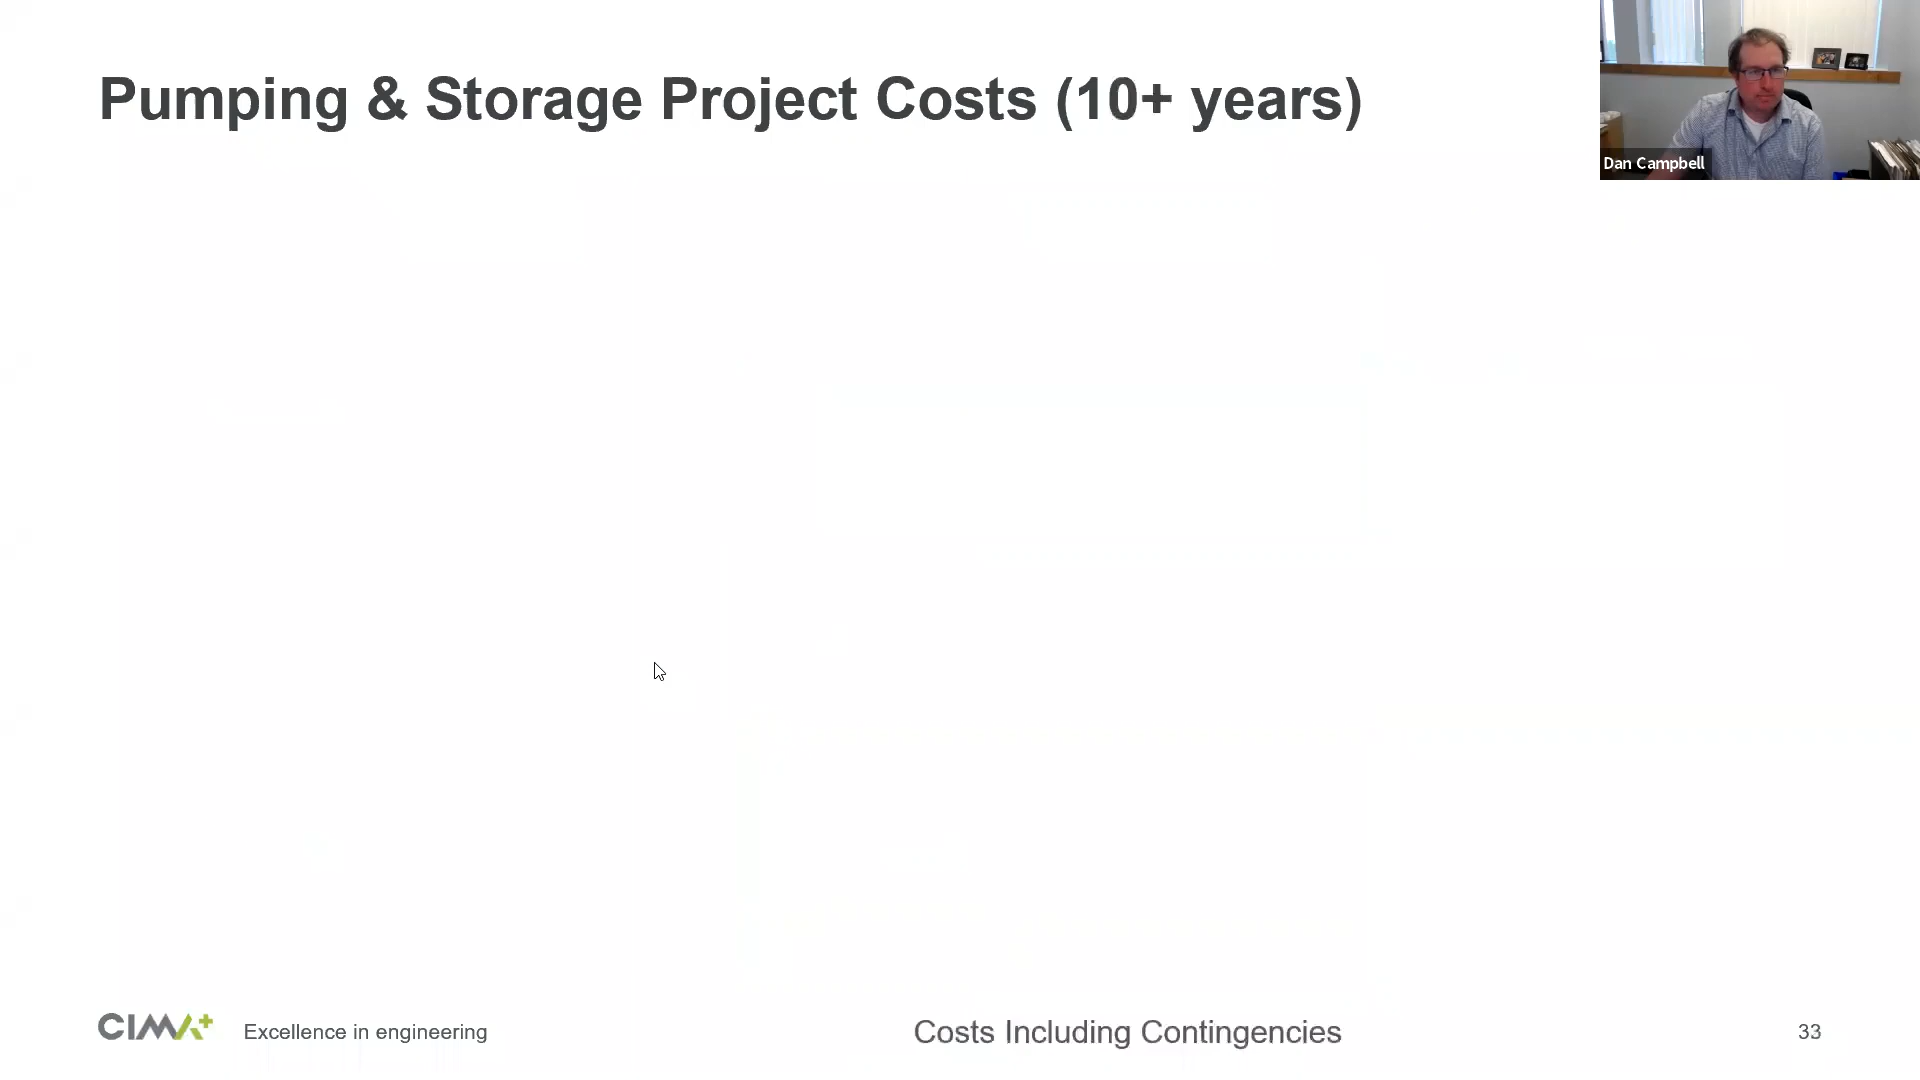 Pumping & Storage Project Costs (10+ years)
Dan Campbell
CIMA+
Excellence in engineering
Costs Including Contingencies
33